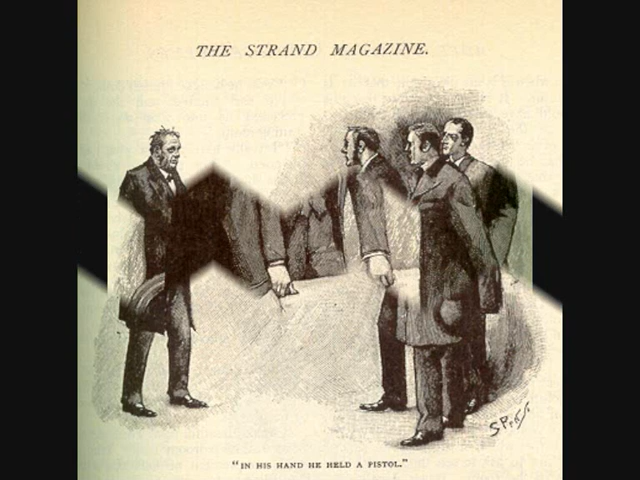 THE STRAND MAGAZINE.
"IN HIS HAND HE HELD A PISTOL."